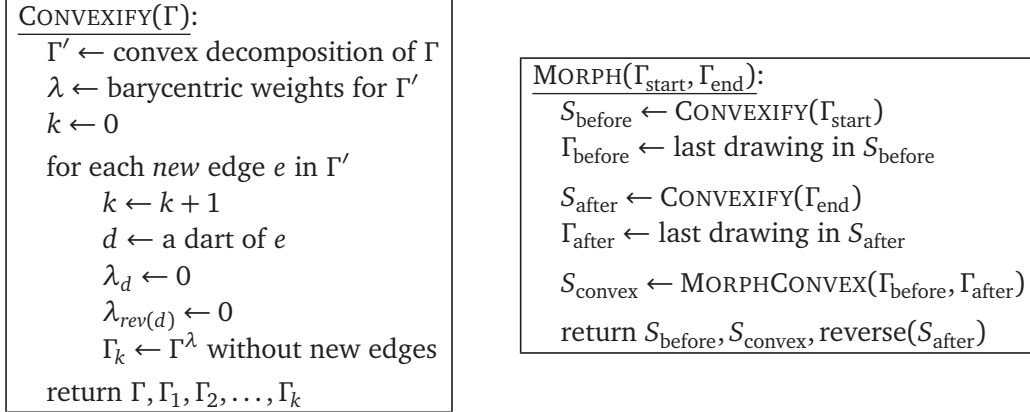 CONVEXIFY(Γ):
Γ′ ← convex decomposition of Γ
λ ← barycentric weights for Γ′
k ← 0
for each new edge e in Γ′
k ← k + 1
d ← a dart of e
λ_d ← 0
λ_rev(d) ← 0
Γ_k ← Γ^λ without new edges
return Γ, Γ_1, Γ_2, …, Γ_k
MORPH(Γ_start, Γ_end):
S_before ← CONVEXIFY(Γ_start)
Γ_before ← last drawing in S_before
S_after ← CONVEXIFY(Γ_end)
Γ_after ← last drawing in S_after
S_convex ← MORPHCONVEX(Γ_before, Γ_after)
return S_before, S_convex, reverse(S_after)